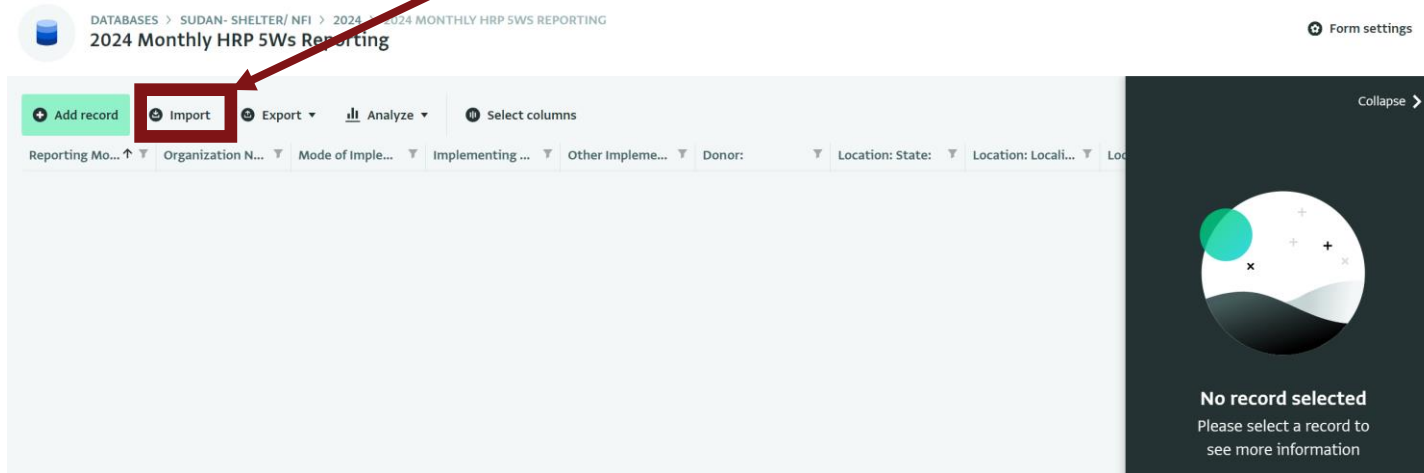 DATABASES > SUDAN- SHELTER/ NFI > 2024 > 2024 MONTHLY HRP 5WS REPORTING
2024 Monthly HRP 5Ws Reporting
Form settings
Collapse
Add record Import Export Analyze Select columns
Reporting Mo... Organization N... Mode of Imple... Implementing ... Other Impleme... Donor: Location: State: Location: Locali... Loc
No record selected
Please select a record to
see more information